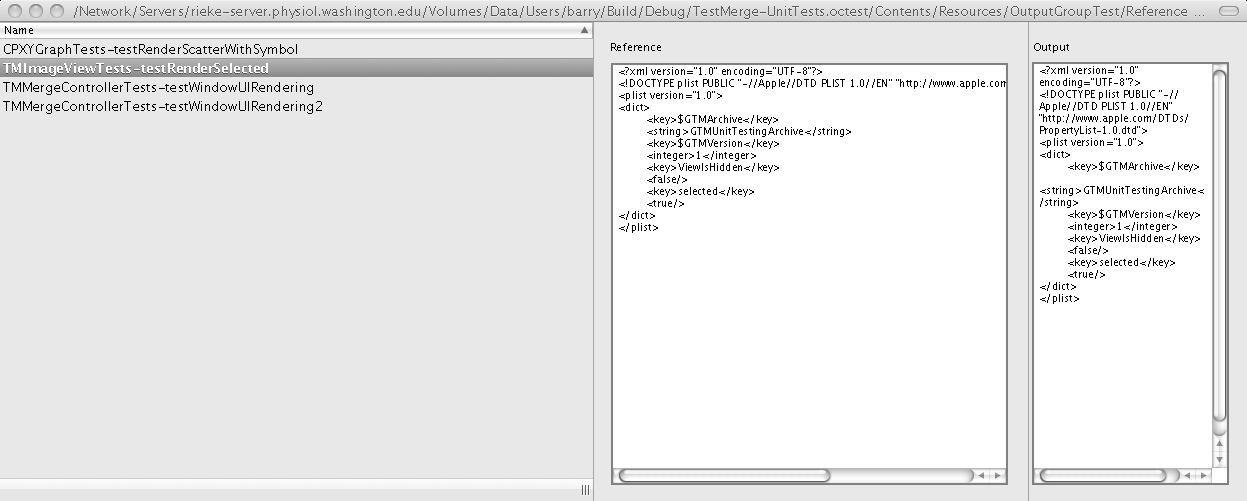 /Network/Servers/rieke-server.physiol.washington.edu/Volumes/Data/Users/barry/Build/Debug/TestMerge-UnitTests.octest/Contents/Resources/OutputGroupTest/Reference ...
Name
CPXYGraphTests-testRenderScatterWithSymbol
TMImageViewTests-testRenderSelected
TMMergeControllerTests-testWindowUIRendering
TMMergeControllerTests-testWindowUIRendering2
Reference
<?xml version="1.0" encoding="UTF-8"?>
<!DOCTYPE plist PUBLIC "-//Apple//DTD PLIST 1.0//EN" "http://www.apple.com
<plist version="1.0">
<dict>
<key>$GTMArchive</key>
<string>GTMUnitTestingArchive</string>
<key>$GTMVersion</key>
<integer>1</integer>
<key>ViewIsHidden</key>
<false/>
<key>selected</key>
<true/>
</dict>
</plist>
Output
<?xml version="1.0"
encoding="UTF-8"?>
<!DOCTYPE plist PUBLIC "-//
Apple//DTD PLIST 1.0//EN"
"http://www.apple.com/DTDs/
PropertyList-1.0.dtd">
<plist version="1.0">
<dict>
<key>$GTMArchive</key>
<string>GTMUnitTestingArchive<
/string>
<key>$GTMVersion</key>
<integer>1</integer>
<key>ViewIsHidden</key>
<false/>
<key>selected</key>
<true/>
</dict>
</plist>